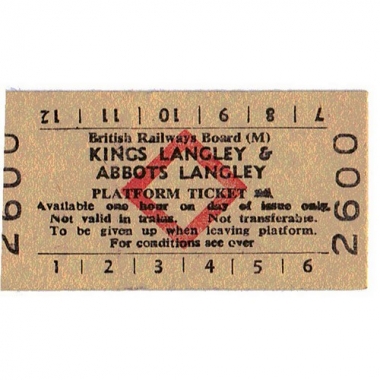 12 | 11 | 10 | 9 | 8 | 7
British Railways Board (M)
KINGS LANGLEY &
ABBOTS LANGLEY
PLATFORM TICKET 2d.
Available one hour on day of issue only.
Not valid in trains. Not transferable.
To be given up when leaving platform.
For conditions see over
1 | 2 | 3 | 4 | 5 | 6
2600
2600